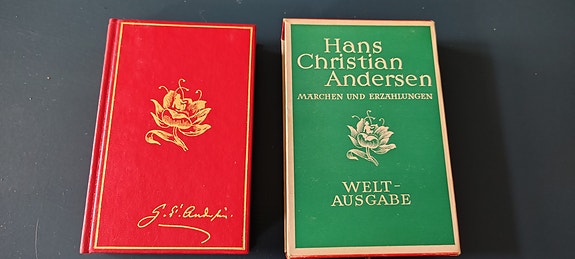 Hans
Christian
Andersen
MÄRCHEN UND ERZÄHLUNGEN
WELT-
AUSGABE